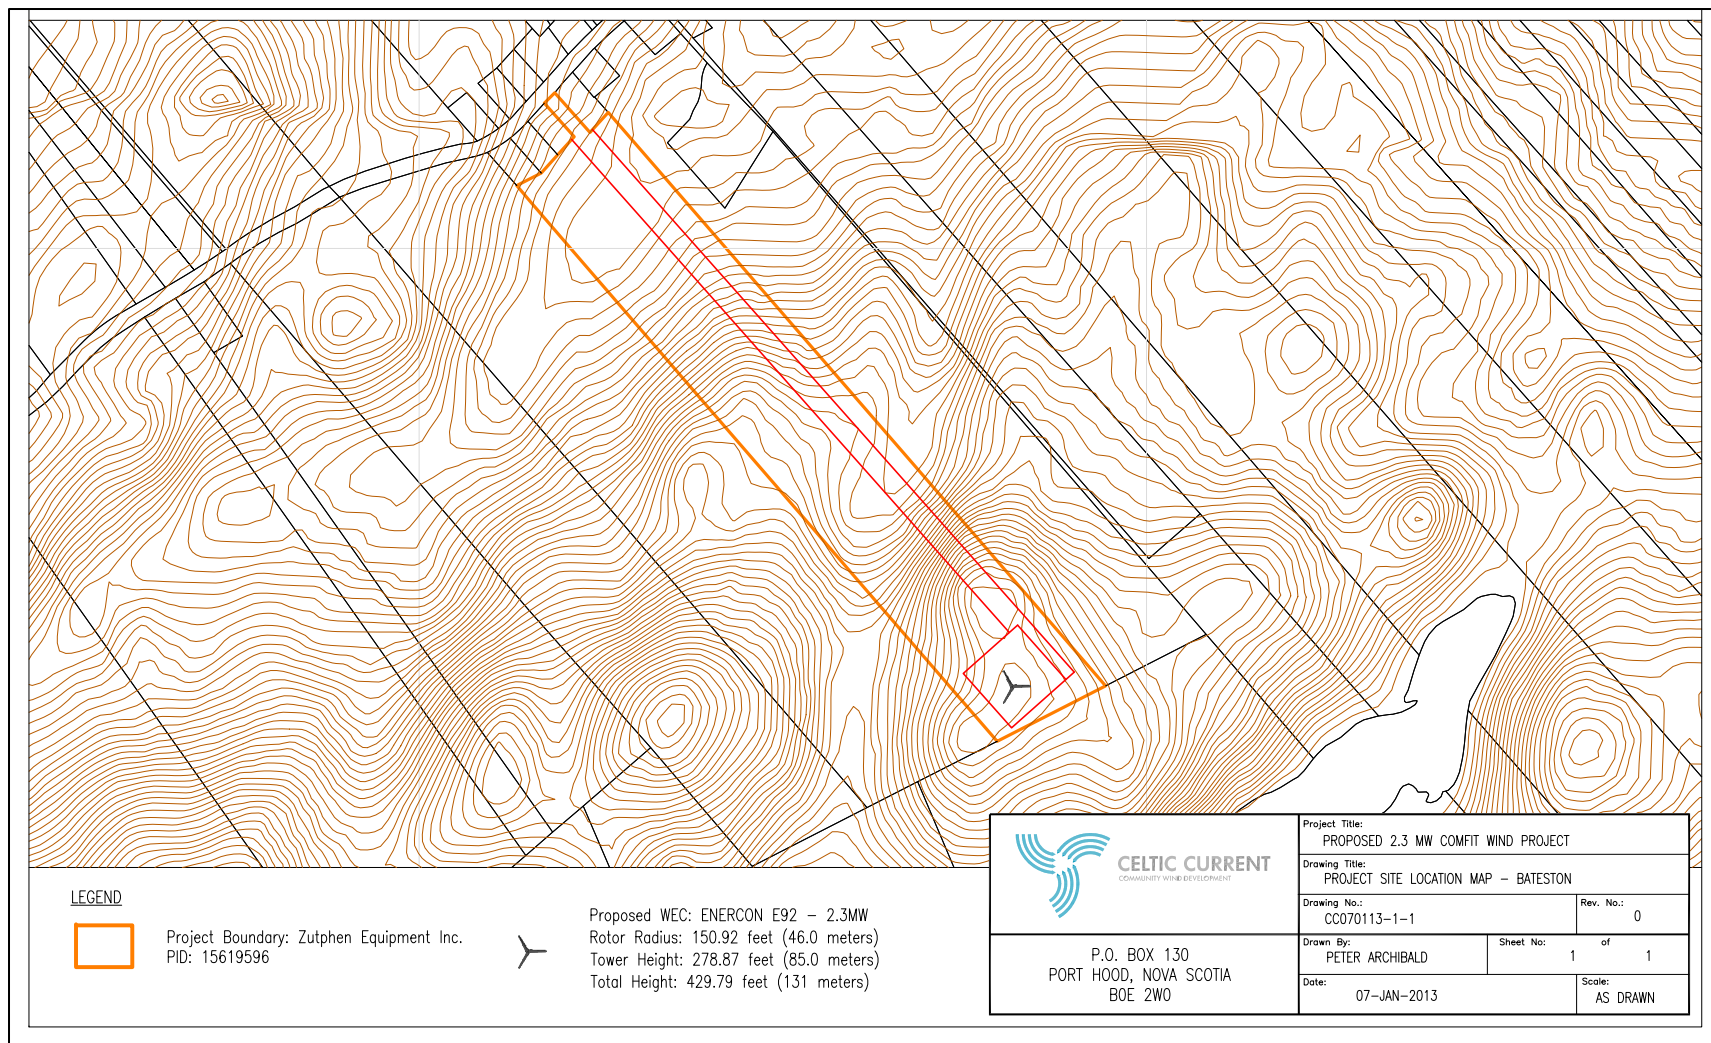 LEGEND
Project Boundary: Zutphen Equipment Inc.
PID: 15619596
Proposed WEC: ENERCON E92 - 2.3MW
Rotor Radius: 150.92 feet (46.0 meters)
Tower Height: 278.87 feet (85.0 meters)
Total Height: 429.79 feet (131 meters)
CELTIC CURRENT
COMMUNITY WIND DEVELOPMENT
P.O. BOX 130
PORT HOOD, NOVA SCOTIA
B0E 2W0
Project Title:
PROPOSED 2.3 MW COMFIT WIND PROJECT
Drawing Title:
PROJECT SITE LOCATION MAP - BATESTON
Drawing No.:
CC070113-1-1
Rev. No.:
0
Drawn By:
PETER ARCHIBALD
Sheet No: of
1 1
Date:
07-JAN-2013
Scale:
AS DRAWN